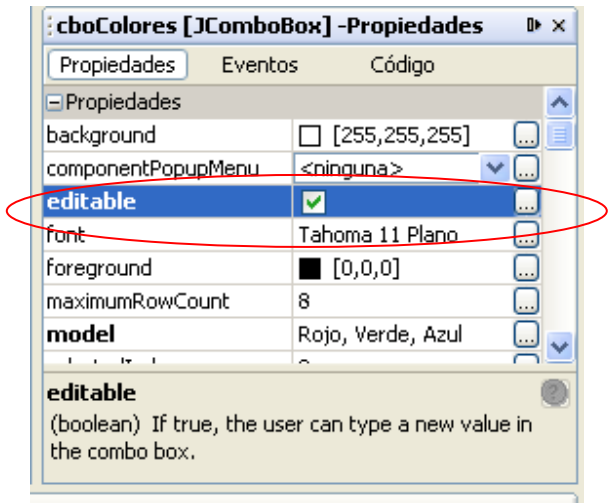 cboColores [JComboBox] -Propiedades
Propiedades Eventos Código
Propiedades
background [255,255,255] ...
componentPopupMenu <ninguna> ...
editable ...
font Tahoma 11 Plano ...
foreground [0,0,0] ...
maximumRowCount 8 ...
model Rojo, Verde, Azul ...
editable
(boolean) If true, the user can type a new value in
the combo box.